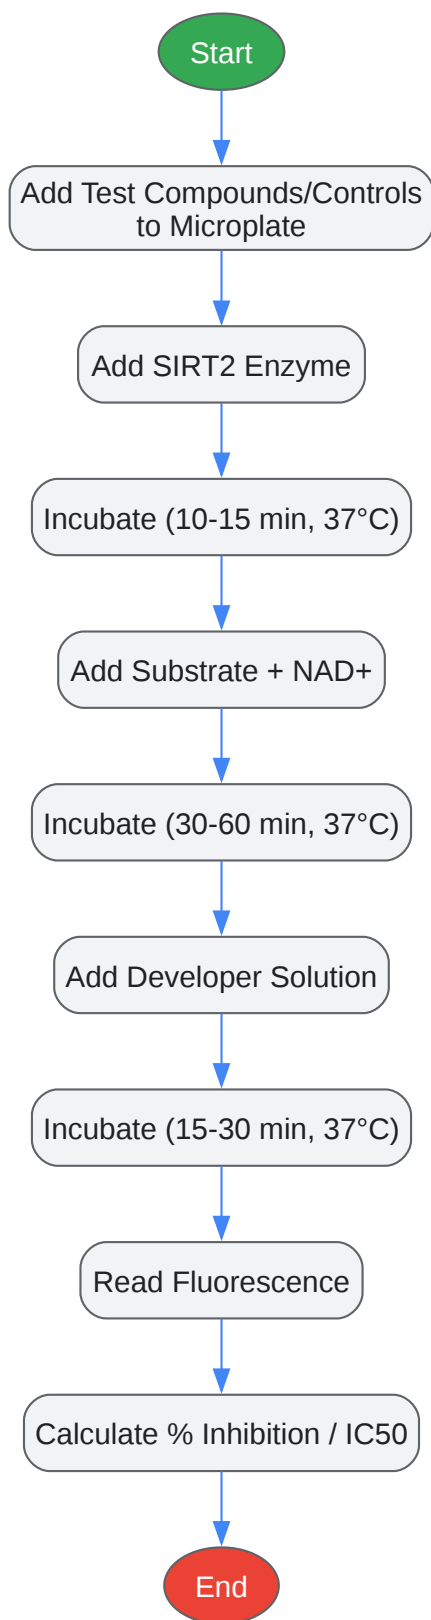 Start
Add Test Compounds/Controls
to Microplate
Add SIRT2 Enzyme
Incubate (10-15 min, 37°C)
Add Substrate + NAD+
Incubate (30-60 min, 37°C)
Add Developer Solution
Incubate (15-30 min, 37°C)
Read Fluorescence
Calculate % Inhibition / IC50
End